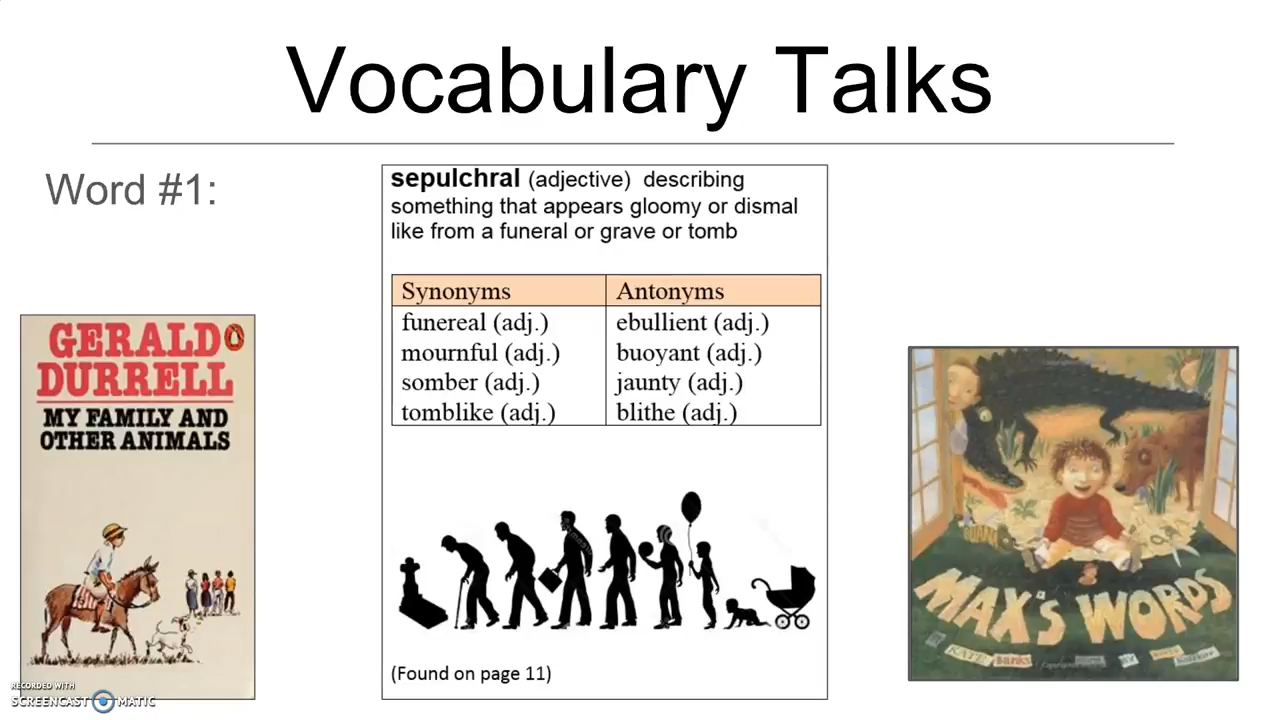 Vocabulary Talks
Word #1:
sepulchral (adjective) describing
something that appears gloomy or dismal
like from a funeral or grave or tomb
Synonyms Antonyms
funereal (adj.) ebullient (adj.)
mournful (adj.) buoyant (adj.)
somber (adj.) jaunty (adj.)
tomblike (adj.) blithe (adj.)
(Found on page 11)
GERALD
DURRELL
MY FAMILY AND
OTHER ANIMALS
MAX'S WORDS
KATE BANKS
RECORDED WITH
SCREENCAST MATIC